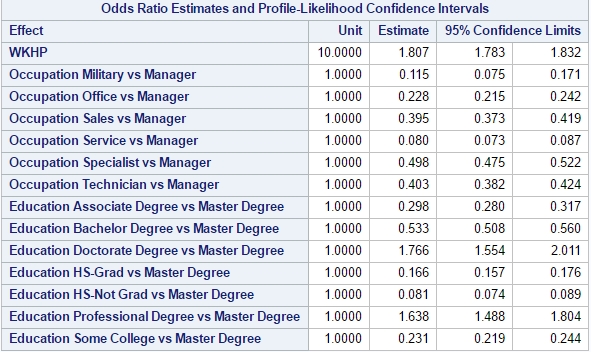 Odds Ratio Estimates and Profile-Likelihood Confidence Intervals
Effect Unit Estimate 95% Confidence Limits
WKHP 10.0000 1.807 1.783 1.832
Occupation Military vs Manager 1.0000 0.115 0.075 0.171
Occupation Office vs Manager 1.0000 0.228 0.215 0.242
Occupation Sales vs Manager 1.0000 0.395 0.373 0.419
Occupation Service vs Manager 1.0000 0.080 0.073 0.087
Occupation Specialist vs Manager 1.0000 0.498 0.475 0.522
Occupation Technician vs Manager 1.0000 0.403 0.382 0.424
Education Associate Degree vs Master Degree 1.0000 0.298 0.280 0.317
Education Bachelor Degree vs Master Degree 1.0000 0.533 0.508 0.560
Education Doctorate Degree vs Master Degree 1.0000 1.766 1.554 2.011
Education HS-Grad vs Master Degree 1.0000 0.166 0.157 0.176
Education HS-Not Grad vs Master Degree 1.0000 0.081 0.074 0.089
Education Professional Degree vs Master Degree 1.0000 1.638 1.488 1.804
Education Some College vs Master Degree 1.0000 0.231 0.219 0.244